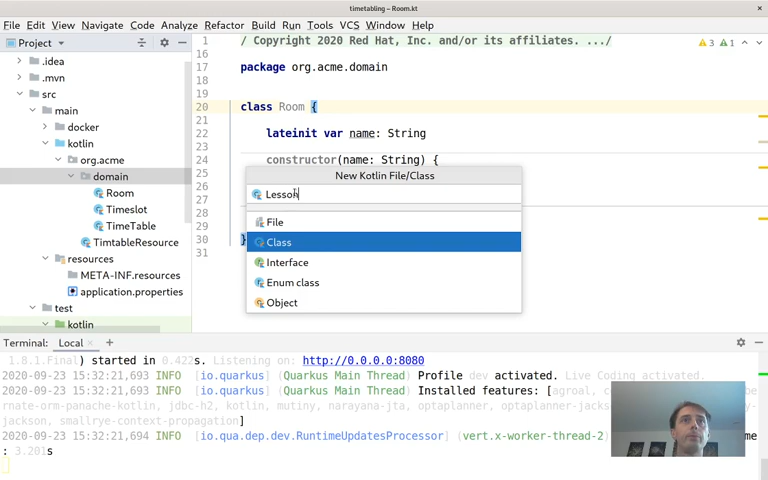 timetabling – Room.kt
File Edit View Navigate Code Analyze Refactor Build Run Tools VCS Window Help
Project
.idea
.mvn
src
main
docker
kotlin
org.acme
domain
Room
Timeslot
TimeTable
TimtableResource
resources
META-INF.resources
application.properties
test
kotlin
1 / Copyright 2020 Red Hat, Inc. and/or its affiliates. .../
16
17 package org.acme.domain
18
19
20 class Room {
21
22 lateinit var name: String
23
24 constructor(name: String) {
25
26
27
28
29
30 }
31
3 1
New Kotlin File/Class
Lesson
File
Class
Interface
Enum class
Object
Terminal: Local
1.8.1.Final) started in 0.422s. Listening on: http://0.0.0.0:8080
2020-09-23 15:32:21,693 INFO [io.quarkus] (Quarkus Main Thread) Profile dev activated. Live Coding activated.
2020-09-23 15:32:21,693 INFO [io.quarkus] (Quarkus Main Thread) Installed features: [agroal,
rnate-orm-panache-kotlin, jdbc-h2, kotlin, mutiny, narayana-jta, optaplanner, optaplanner-jacks
jackson, smallrye-context-propagation]
2020-09-23 15:32:21,694 INFO [io.qua.dep.dev.RuntimeUpdatesProcessor] (vert.x-worker-thread-2) me
: 3.201s